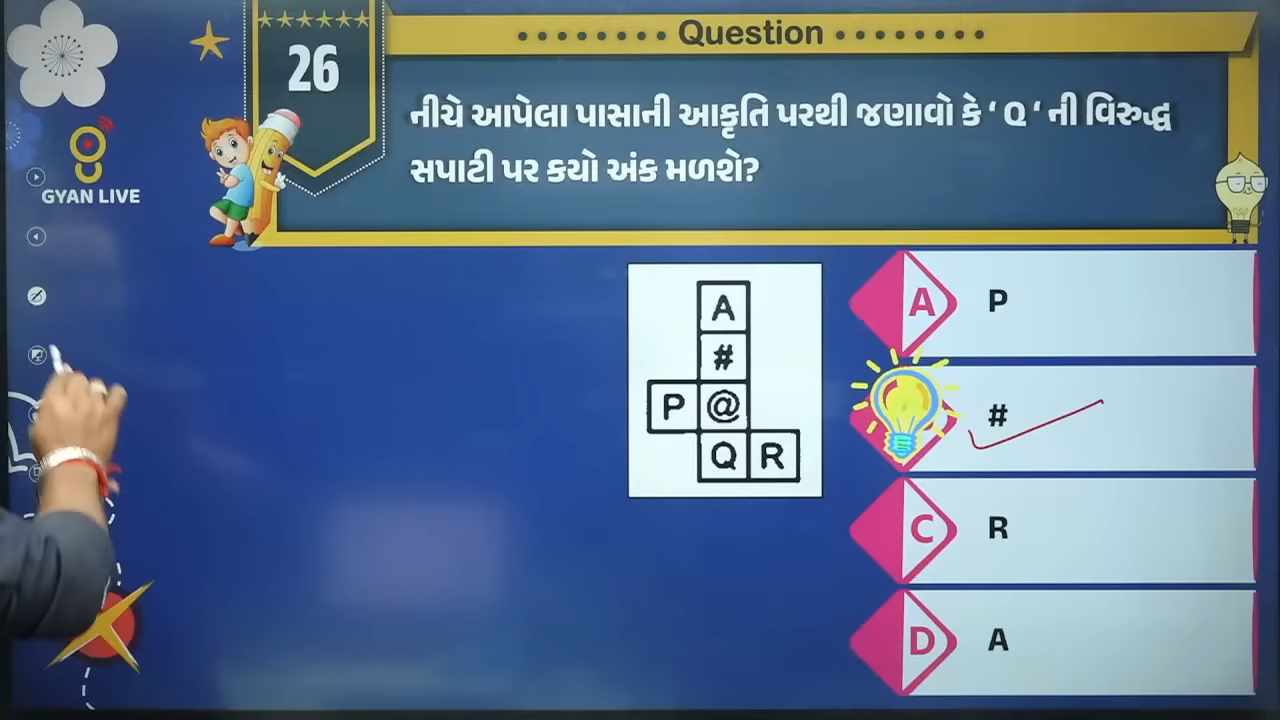 Question
26
નીચે આપેલા પાસાની આકૃતિ પરથી જણાવો કે ‘ Q ‘ ની વિરુદ્ધ
સપાટી પર કયો અંક મળશે?
GYAN LIVE
A
#
P @
Q R
A P
#
C R
D A